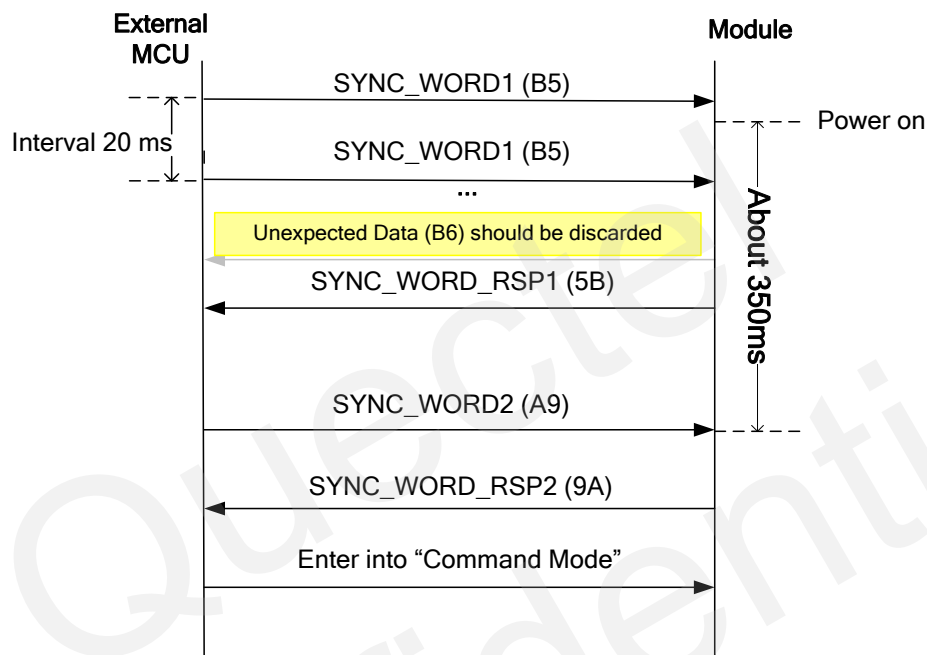 External
MCU
Module
SYNC_WORD1 (B5)
Power on
Interval 20 ms
SYNC_WORD1 (B5)
...
About 350ms
Unexpected Data (B6) should be discarded
SYNC_WORD_RSP1 (5B)
SYNC_WORD2 (A9)
SYNC_WORD_RSP2 (9A)
Enter into “Command Mode”
Quectel